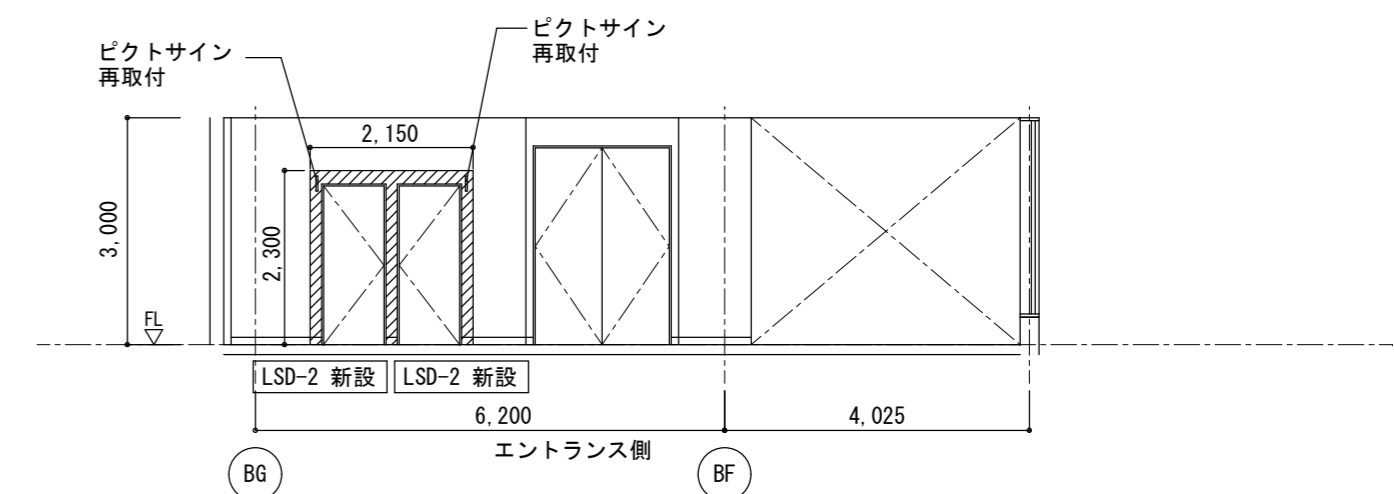 ピクトサイン
再取付
ピクトサイン
再取付
2,150
3,000
2,300
FL
LSD-2 新設
LSD-2 新設
6,200
4,025
エントランス側
BG
BF